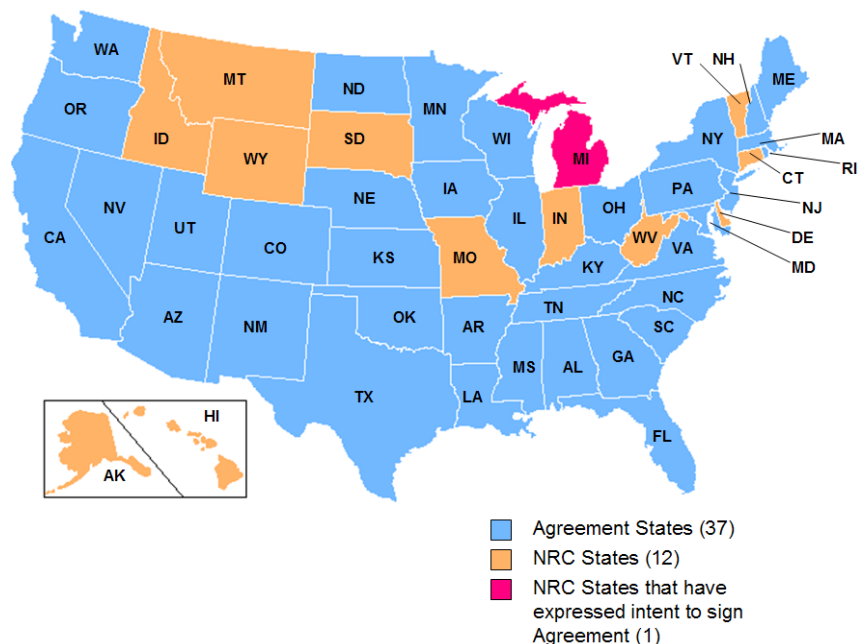 WA
VT NH
ME
MT
ND
OR
MN
ID
SD
WI
NY
MA
WY
MI
RI
CT
IA
PA
NE
NJ
NV
OH
IL
IN
UT
DE
CA
CO
WV
VA
KS
MO
KY
MD
NC
TN
AZ
OK
NM
AR
SC
GA
MS
AL
TX
LA
HI
FL
AK
Agreement States (37)
NRC States (12)
NRC States that have
expressed intent to sign
Agreement (1)